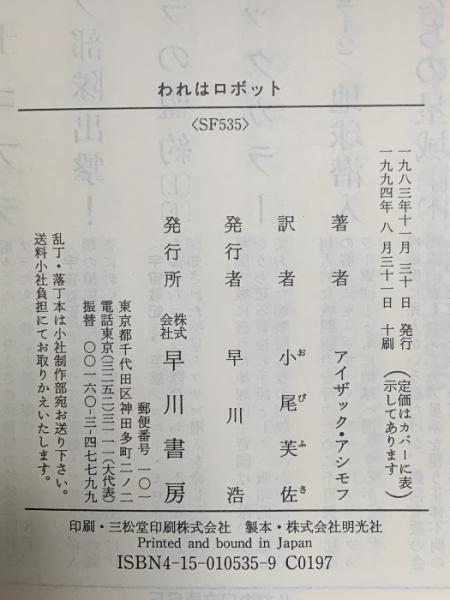 われはロボット
〈SF535〉
一九八三年十一月三十日 発行
一九九四年 八月三十一日 十刷
(定価はカバーに表
示してあります)
著者 アイザック・アシモフ
訳者 小尾芙佐
おびふさ
発行者 早川 浩
発行所 株式会社 早川書房
郵便番号 一〇一
東京都千代田区神田多町二ノ二
電話東京(三二五二)三一一一(大代表)
振替 〇〇一六〇-三-四七七九九
乱丁・落丁本は小社制作部宛お送り下さい。
送料小社負担にてお取りかえいたします。
印刷・三松堂印刷株式会社 製本・株式会社明光社
Printed and bound in Japan
ISBN4-15-010535-9 C0197